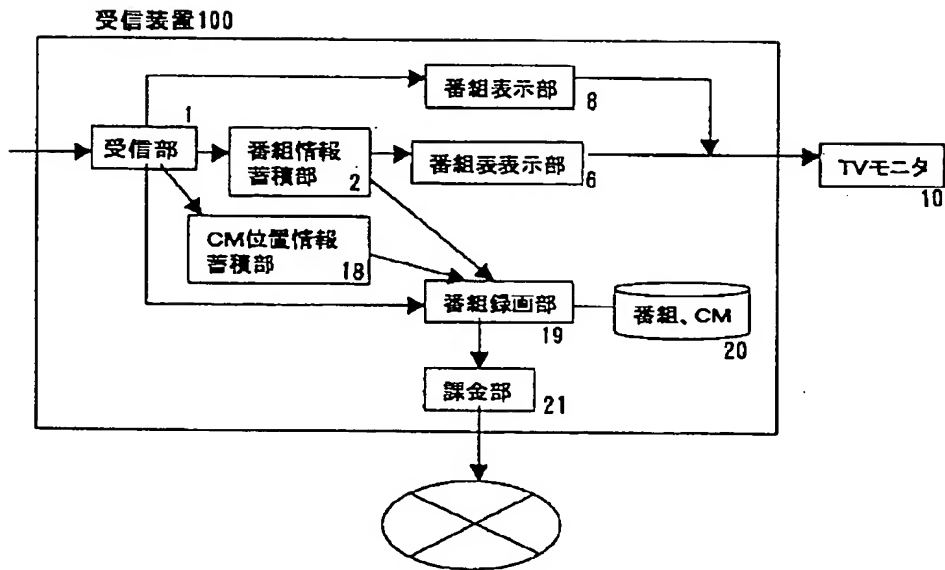 受信装置100
番組表示部
8
1
受信部
番組情報
蓄積部
2
番組表表示部
6
TVモニタ
10
CM位置情報
蓄積部
18
番組録画部
19
番組、CM
20
課金部
21